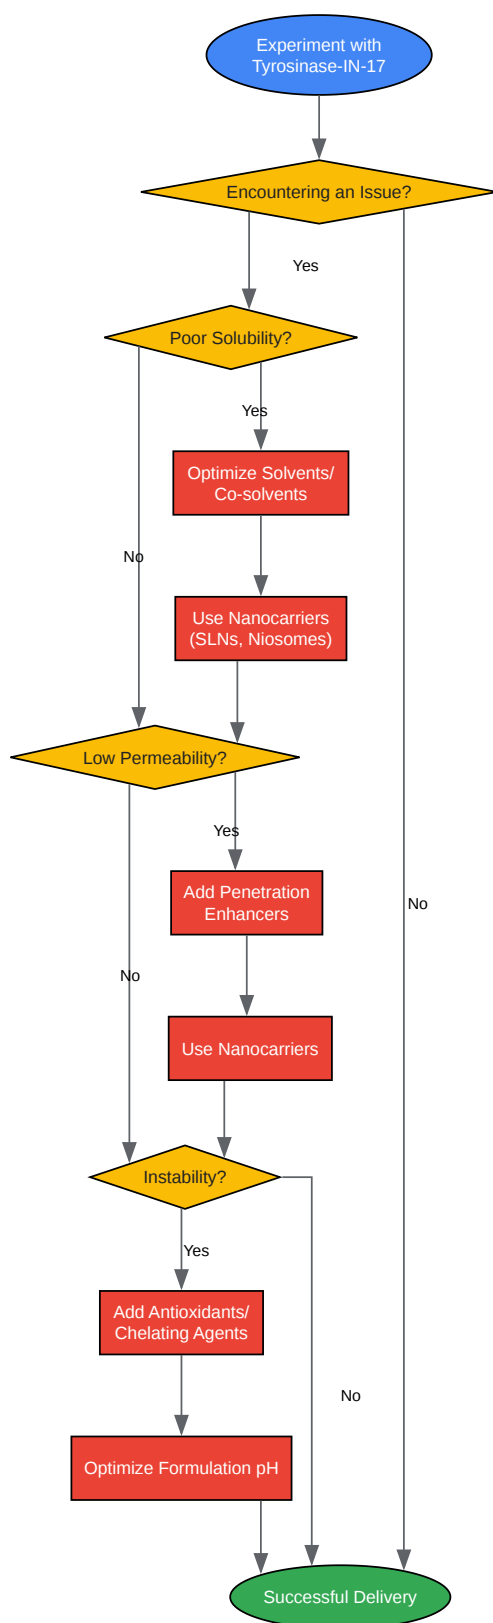 Experiment with
Tyrosinase-IN-17
Encountering an Issue?
Yes
Poor Solubility?
Yes
Optimize Solvents/
Co-solvents
No
Use Nanocarriers
(SLNs, Niosomes)
Low Permeability?
Yes
Add Penetration
Enhancers
No
No
Use Nanocarriers
Instability?
Yes
Add Antioxidants/
Chelating Agents
No
Optimize Formulation pH
Successful Delivery